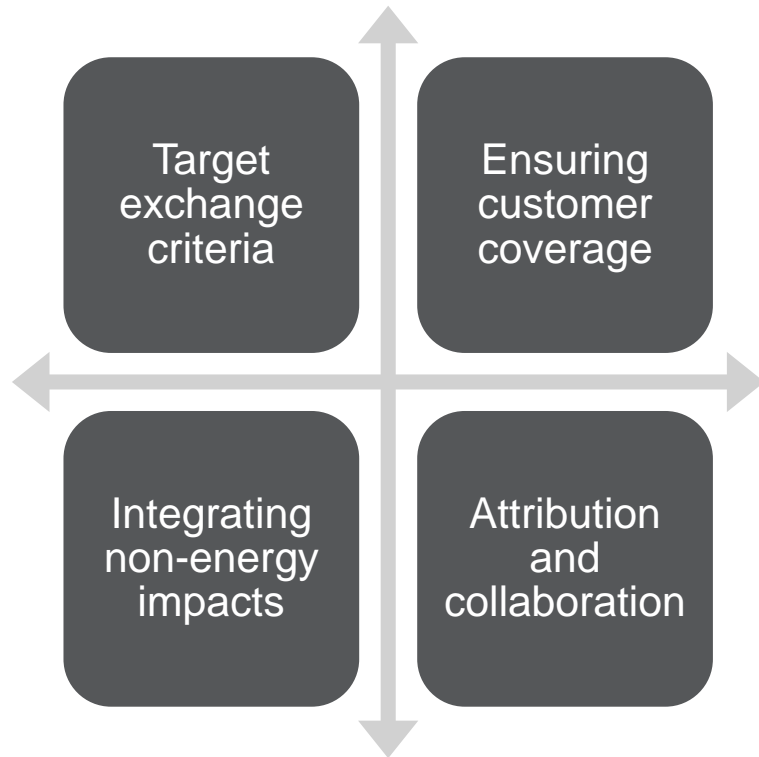 Target
exchange
criteria
Ensuring
customer
coverage
Integrating
non-energy
impacts
Attribution
and
collaboration